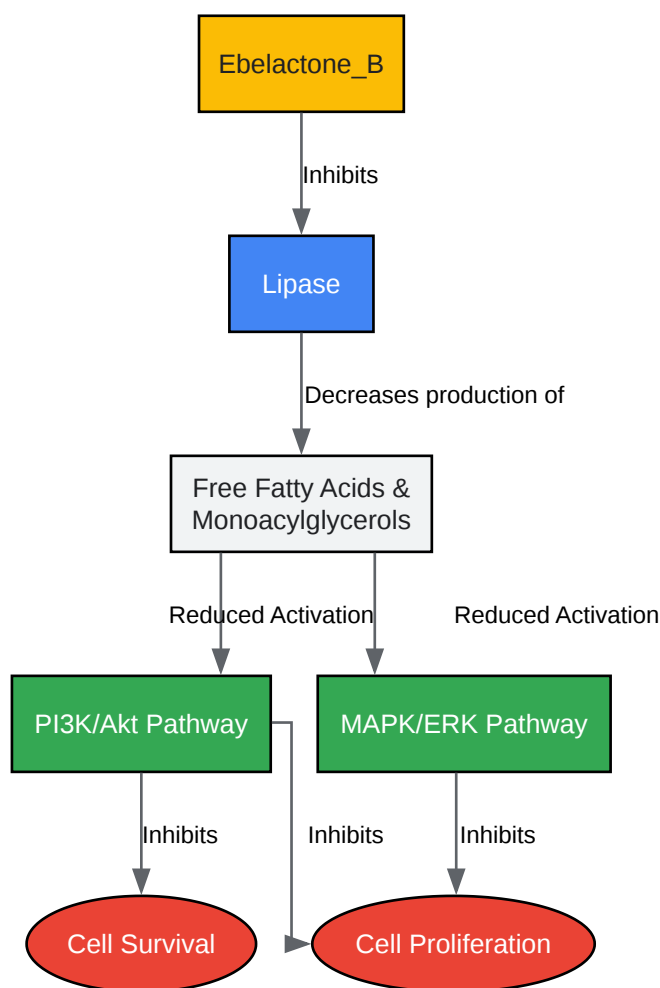 Ebelactone_B
Inhibits
Lipase
Decreases production of
Free Fatty Acids &
Monoacylglycerols
Reduced Activation
Reduced Activation
PI3K/Akt Pathway
MAPK/ERK Pathway
Inhibits
Inhibits
Inhibits
Cell Survival
Cell Proliferation